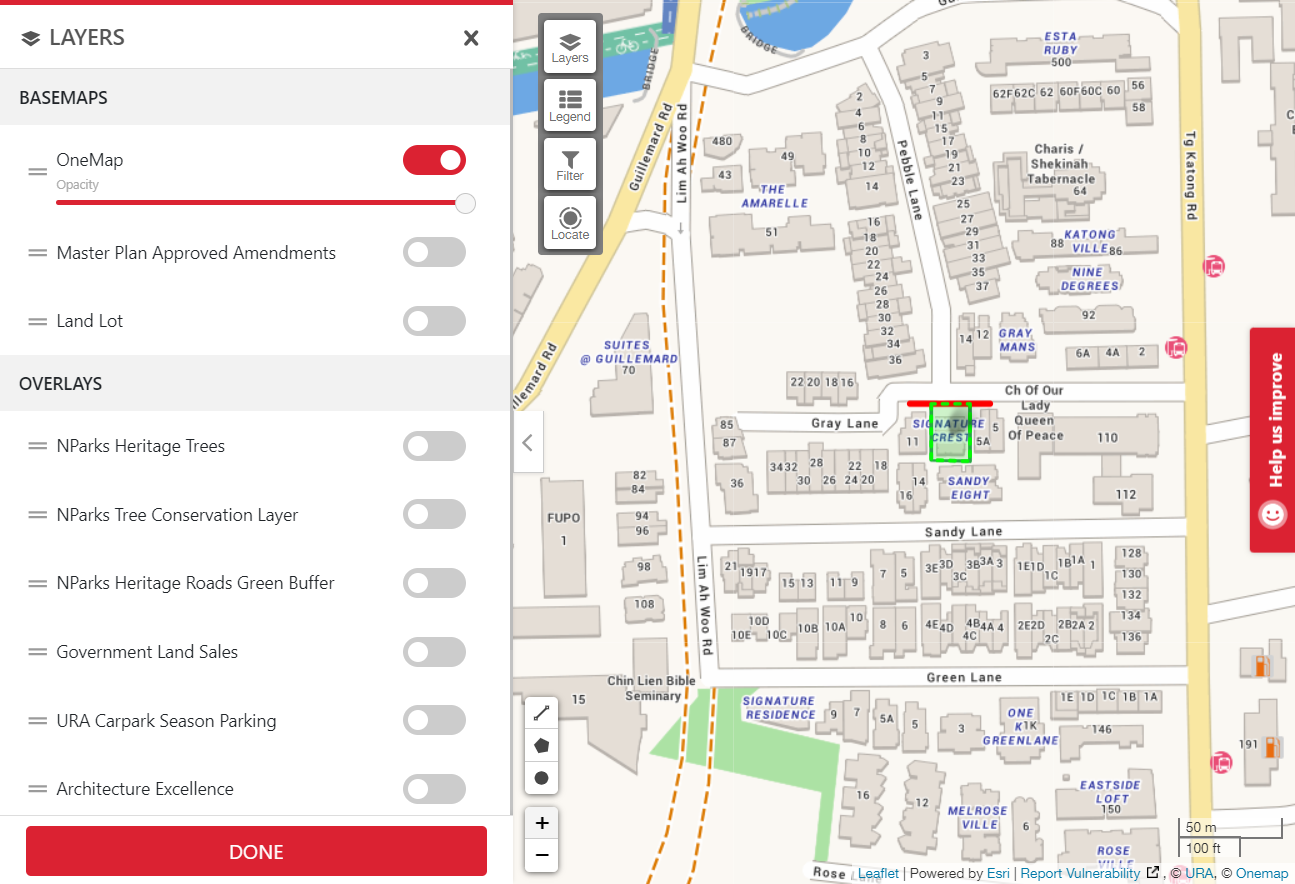 LAYERS
BASEMAPS
OneMap
Opacity
Master Plan Approved Amendments
Land Lot
OVERLAYS
NParks Heritage Trees
NParks Tree Conservation Layer
NParks Heritage Roads Green Buffer
Government Land Sales
URA Carpark Season Parking
Architecture Excellence
DONE
Layers
Legend
Filter
Locate
+
−
BRIDGE
BRIDGE
Guillemard Rd
Lim Ah Woo Rd
Pebble Lane
Tg Katong Rd
ESTA
RUBY
500
62F 62C 62 60F 60C 60 56
58
3
5
7
9
11
15
17
19
21
23
25
27
29
31
33
35
37
2
4
6
8
10
12
14
16
18
20
22
24
26
28
30
32
34
36
480
43
49
THE
AMARELLE
51
Charis /
Shekinah
Tabernacle
64
KATONG
VILLE
88
86
NINE
DEGREES
92
14 12
GRAY
MANS
6A 4A 2
SUITES
@ GUILLEMARD
70
22 20 18 16
Ch Of Our
Lady
Queen
Of Peace
110
112
Gray Lane
SIGNATURE
CREST
11
5
5A
85
87
36
34 32
28
22
18
30
26
24 20
14
16
SANDY
EIGHT
82
84
94
96
98
108
FUPO
1
Sandy Lane
21 19 17
15 13
11 9
7 5
3E 3D
3C
3B 3A 3
1E 1D
1C
1B 1A 1
128
130
132
134
136
10D
10E
10C
10B
10A
10
8 6
4E 4D
4B 4A 4
4C
2E 2D
2C
2B 2A 2
Lim Ah Woo Rd
Green Lane
Chin Lien Bible
Seminary
15
SIGNATURE
RESIDENCE
9
7
5A
5
3
ONE
K
1K
GREENLANE
1E 1D 1C 1B 1A
146
191
16
12
MELROSE
VILLE
6
EASTSIDE
LOFT
150
ROSE
VILLE
Help us improve
50 m
100 ft
Leaflet | Powered by Esri | Report Vulnerability , © URA, © Onemap